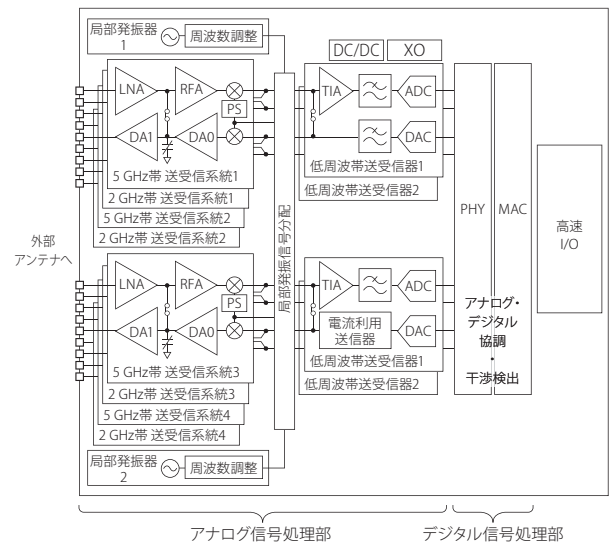 局部発振器
1
周波数調整
DC/DC
XO
LNA
RFA
PS
DA1
DA0
5 GHz帯 送受信系統1
2 GHz帯 送受信系統1
5 GHz帯 送受信系統2
2 GHz帯 送受信系統2
外部
アンテナへ
局部発振信号分配
TIA
ADC
DAC
低周波帯送受信器1
低周波帯送受信器2
PHY
MAC
高速
I/O
LNA
RFA
PS
DA1
DA0
5 GHz帯 送受信系統3
2 GHz帯 送受信系統3
5 GHz帯 送受信系統4
2 GHz帯 送受信系統4
TIA
ADC
電流利用
送信器
DAC
低周波帯送受信器1
低周波帯送受信器2
アナログ・
デジタル
協調
・
干渉検出
局部発振器
2
周波数調整
アナログ信号処理部
デジタル信号処理部